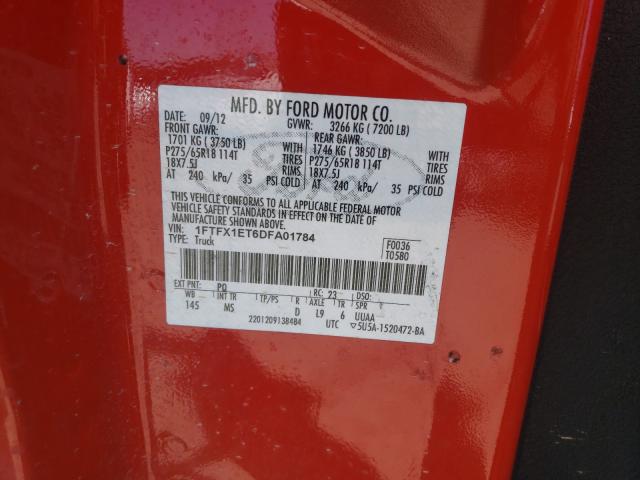 MFD. BY FORD MOTOR CO.
DATE: 09/12 GVWR: 3266 KG ( 7200 LB)
FRONT GAWR: REAR GAWR:
1701 KG ( 3750 LB) WITH 1746 KG ( 3850 LB) WITH
P275/65R18 114T TIRES P275/65R18 114T TIRES
18X7.5J RIMS 18X7.5J RIMS
AT 240 kPa/ 35 PSI COLD AT 240 kPa/ 35 PSI COLD
THIS VEHICLE CONFORMS TO ALL APPLICABLE FEDERAL MOTOR
VEHICLE SAFETY STANDARDS IN EFFECT ON THE DATE OF
MANUFACTURE SHOWN ABOVE.
VIN: 1FTFX1ET6DFA01784 F0036
TYPE: Truck T05B0
EXT PNT: PQ RC: 23 DSO:
WB INT TR TP/PS R AXLE TR SPR
145 MS D L9 6 UUAA
2201209138484 UTC ▽5U5A-1520472-BA
Ford